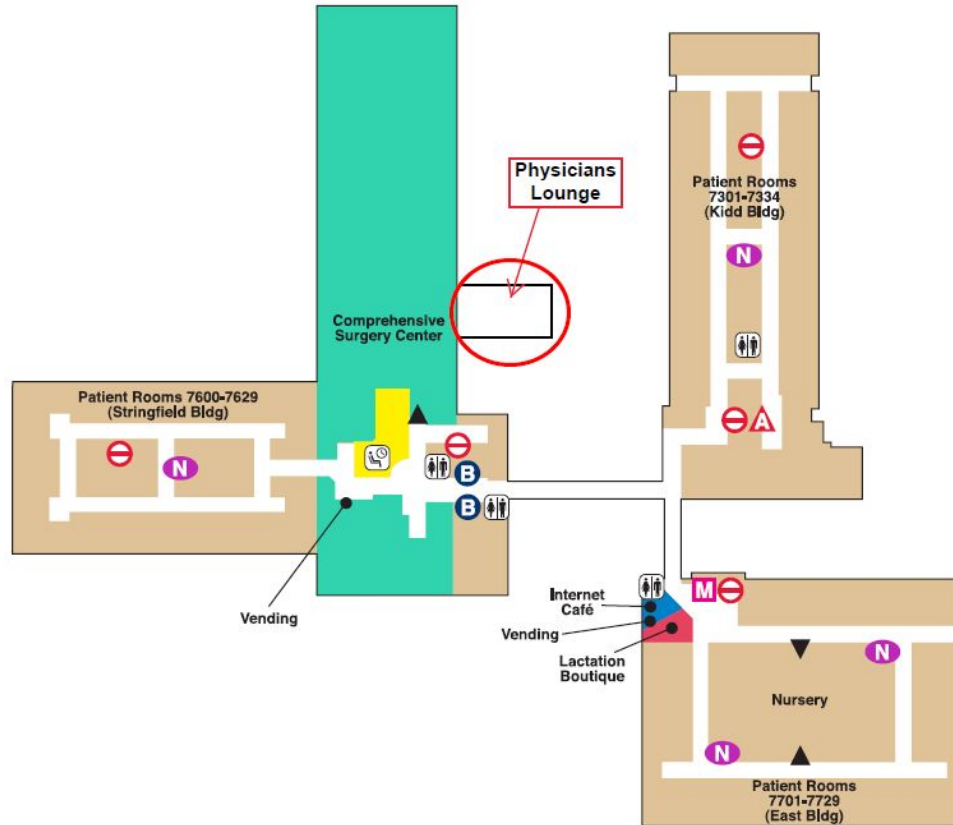 Physicians
Lounge
Patient Rooms
7301-7334
(Kidd Bldg)
N
Comprehensive
Surgery Center
Patient Rooms 7600-7629
(Stringfield Bldg)
N
A
B
B
Vending
M
Internet
Café
Vending
Lactation
Boutique
N
Nursery
N
Patient Rooms
7701-7729
(East Bldg)